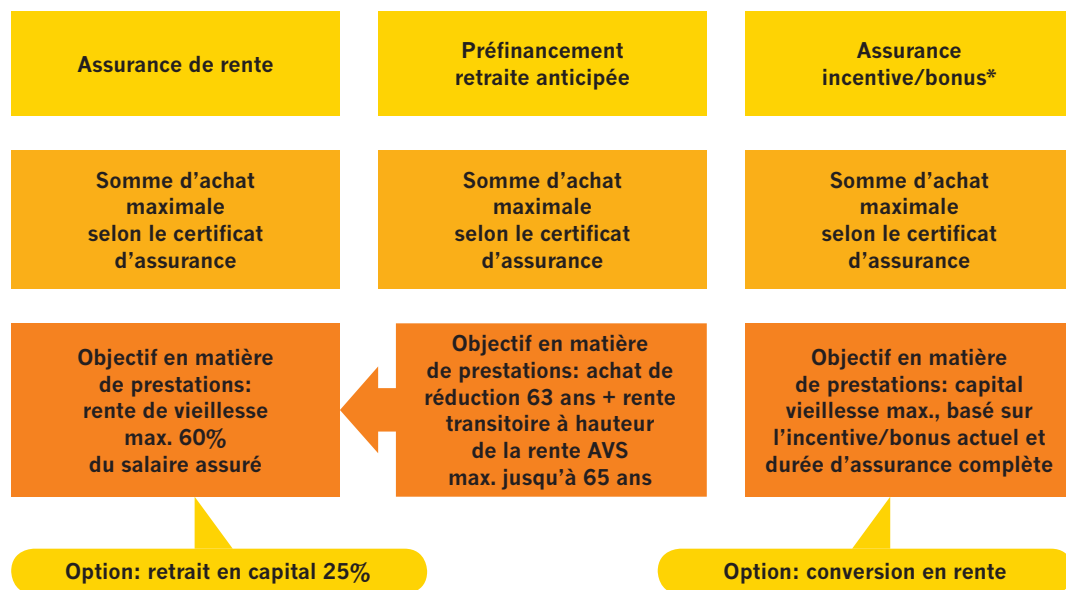 Assurance de rente
Préfinancement
retraite anticipée
Assurance
incentive/bonus*
Somme d’achat
maximale
selon le certificat
d’assurance
Somme d’achat
maximale
selon le certificat
d’assurance
Somme d’achat
maximale
selon le certificat
d’assurance
Objectif en matière
de prestations:
rente de vieillesse
max. 60%
du salaire assuré
Objectif en matière
de prestations: achat de
réduction 63 ans + rente
transitoire à hauteur
de la rente AVS
max. jusqu’à 65 ans
Objectif en matière
de prestations: capital
vieillesse max., basé sur
l’incentive/bonus actuel et
durée d’assurance complète
Option: retrait en capital 25%
Option: conversion en rente